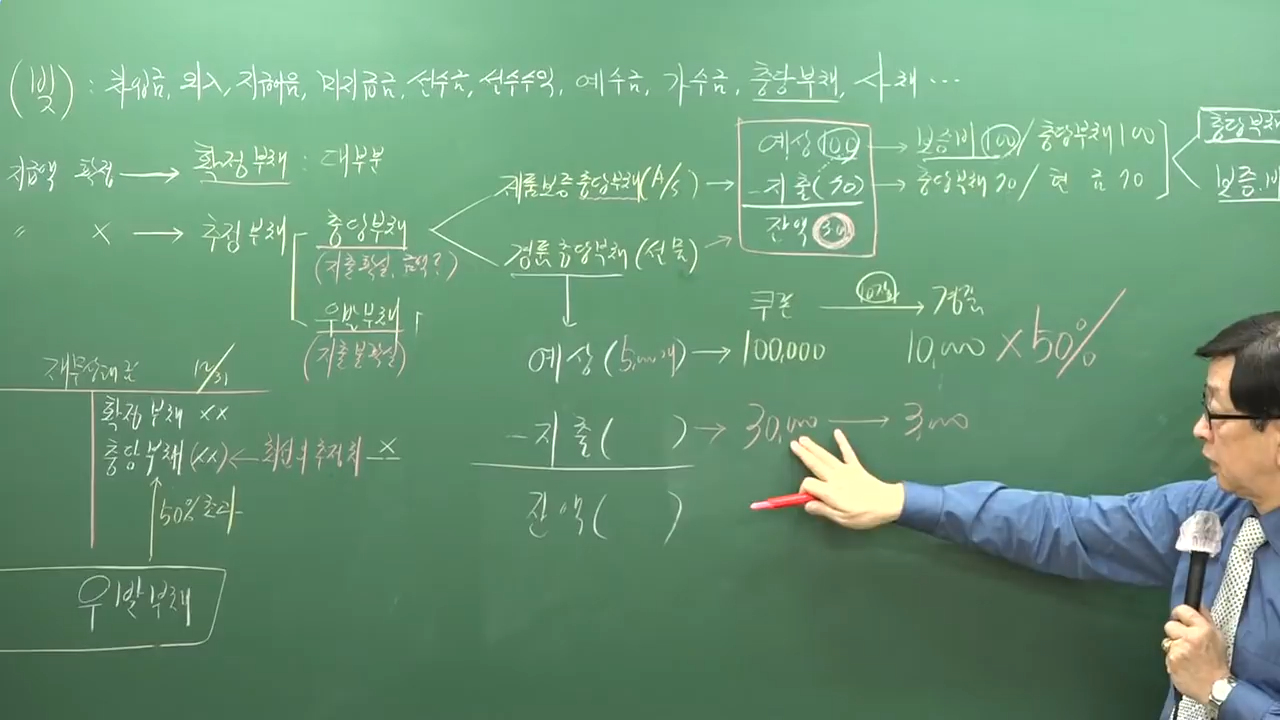 (빚) : 차입금, 외入, 지급어음, 미지급금, 선수금, 선수수익, 예수금, 가수금, 충당부채, 사채 ...
지급액 확정 → 확정부채 : 대부분
〃 X → 추정부채
충당부채
(지출확실, 금액?)
우발부채
(지출불확실)
제품보증충당부채(A/s) →
경품충당부채(선물) →
예상 100 → 보증비 100 / 충당부채 100
-지출(70) → 충당부채 70 / 현금 70
잔액 30
충당부채
보증비
쿠폰 → 경품
10장
예상(5,000개) → 100,000 10,000 X 50%
-지출( ) → 30,000 → 3,000
잔액( )
재무상태표 12/31
확정부채 XX
충당부채(XX) ← 최선의 추정치 X
50%초과
우발부채